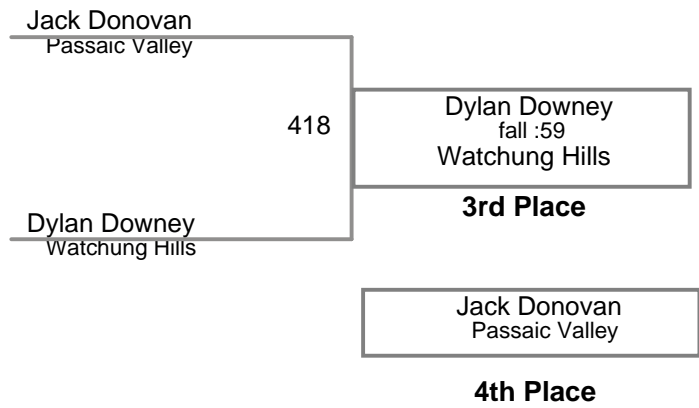 Jack Donovan
Passaic Valley
418
Dylan Downey
fall :59
Watchung Hills
3rd Place
Dylan Downey
Watchung Hills
Jack Donovan
Passaic Valley
4th Place